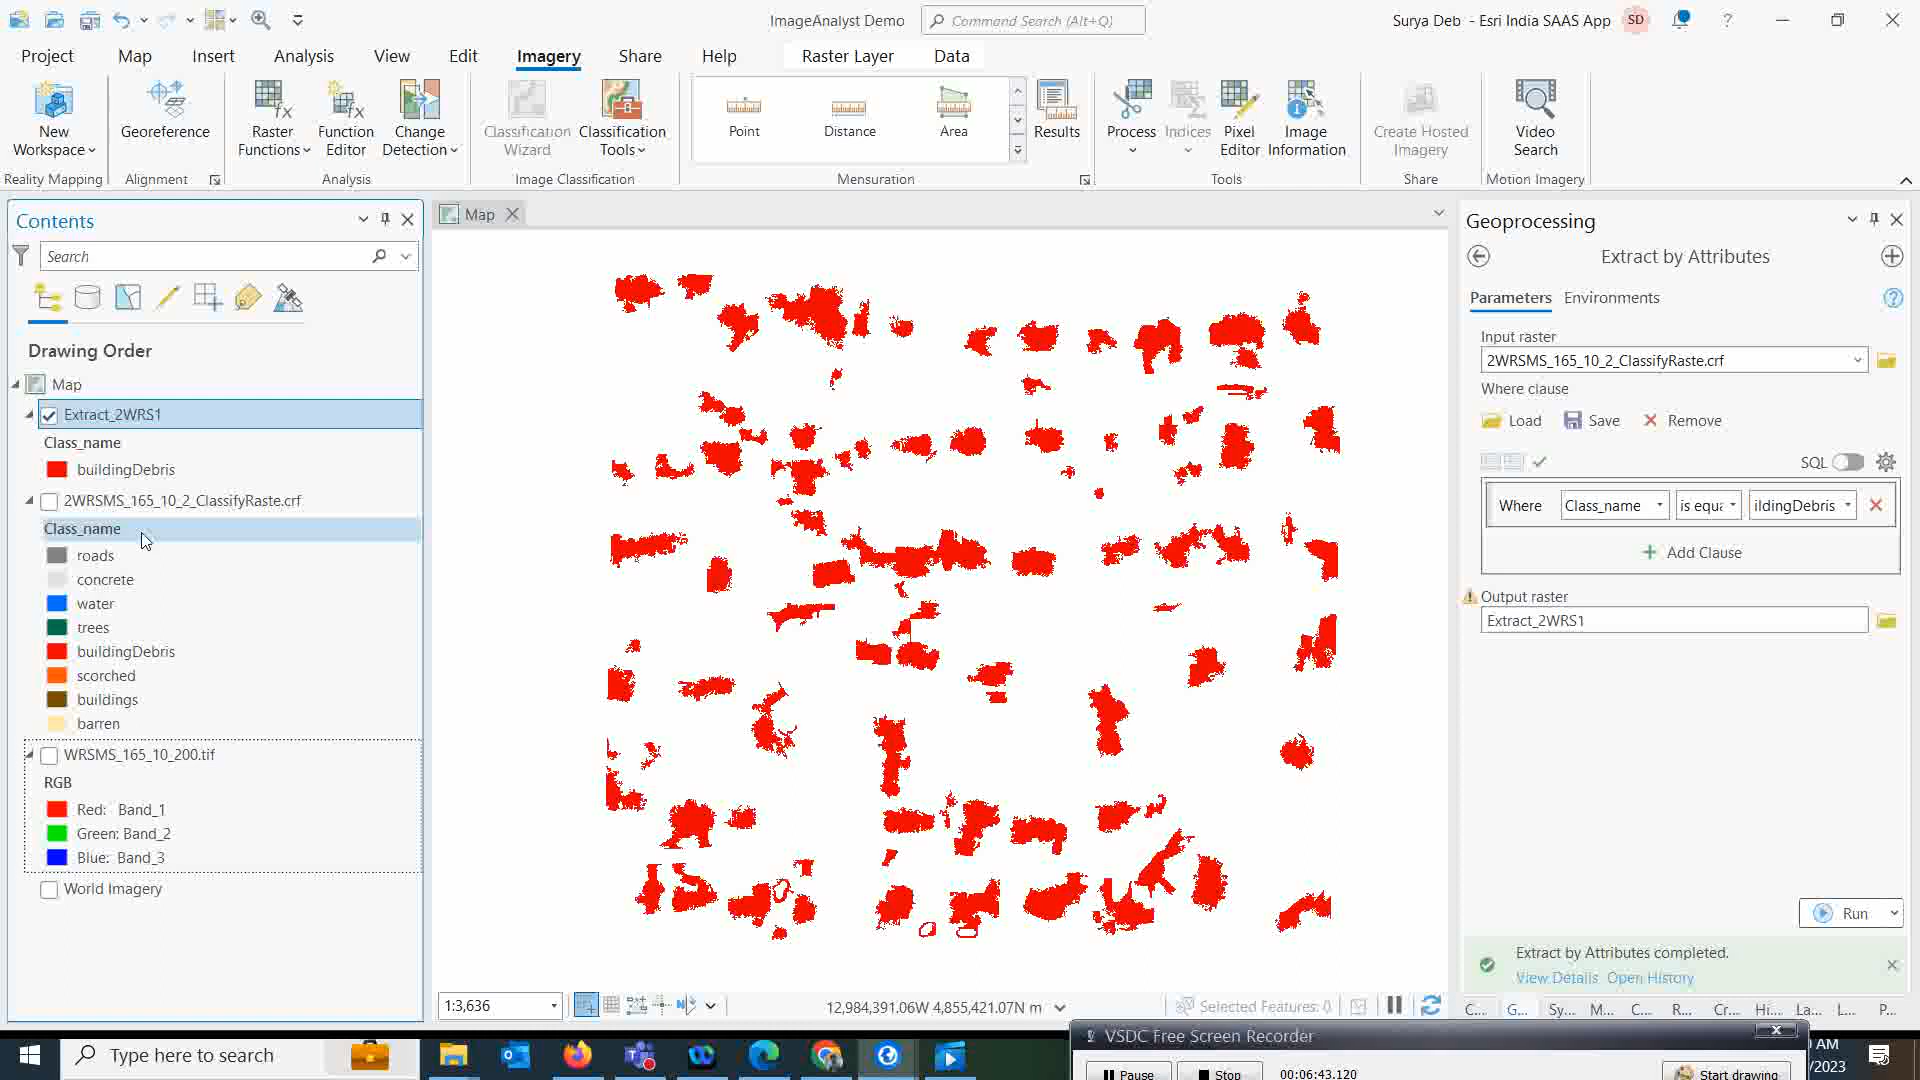 ImageAnalyst Demo
Command Search (Alt+Q)
Surya Deb - Esri India SAAS App
SD
?
Project Map Insert Analysis View Edit Imagery Share Help Raster Layer Data
New Workspace
Georeference
Raster Functions
Function Editor
Change Detection
Classification Wizard
Classification Tools
Point
Distance
Area
Results
Process
Indices
Pixel Editor
Image Information
Create Hosted Imagery
Video Search
Reality Mapping
Alignment
Analysis
Image Classification
Mensuration
Tools
Share
Motion Imagery
Contents
Search
Drawing Order
Map
Extract_2WRS1
Class_name
buildingDebris
2WRSMS_165_10_2_ClassifyRaste.crf
Class_name
roads
concrete
water
trees
buildingDebris
scorched
buildings
barren
WRSMS_165_10_200.tif
RGB
Red: Band_1
Green: Band_2
Blue: Band_3
World Imagery
Map
1:3,636
12,984,391.06W 4,855,421.07N m
Selected Features: 0
Geoprocessing
Extract by Attributes
Parameters Environments
Input raster
2WRSMS_165_10_2_ClassifyRaste.crf
Where clause
Load Save Remove
SQL
Where Class_name is equa ildingDebris
Add Clause
Output raster
Extract_2WRS1
Run
Extract by Attributes completed.
View Details Open History
C... G... Sy... M... C... R... Cr... Hi... La... L... P...
Type here to search
VSDC Free Screen Recorder
Pause
Stop
00:06:43.120
Start drawing
AM
/2023